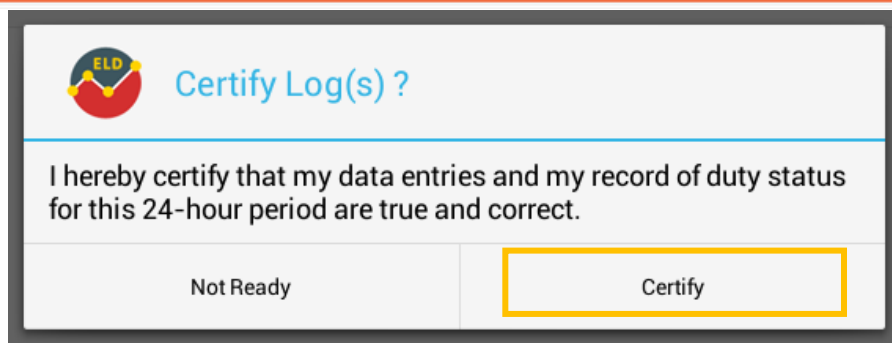 ELD
Certify Log(s) ?
I hereby certify that my data entries and my record of duty status
for this 24-hour period are true and correct.
Not Ready
Certify